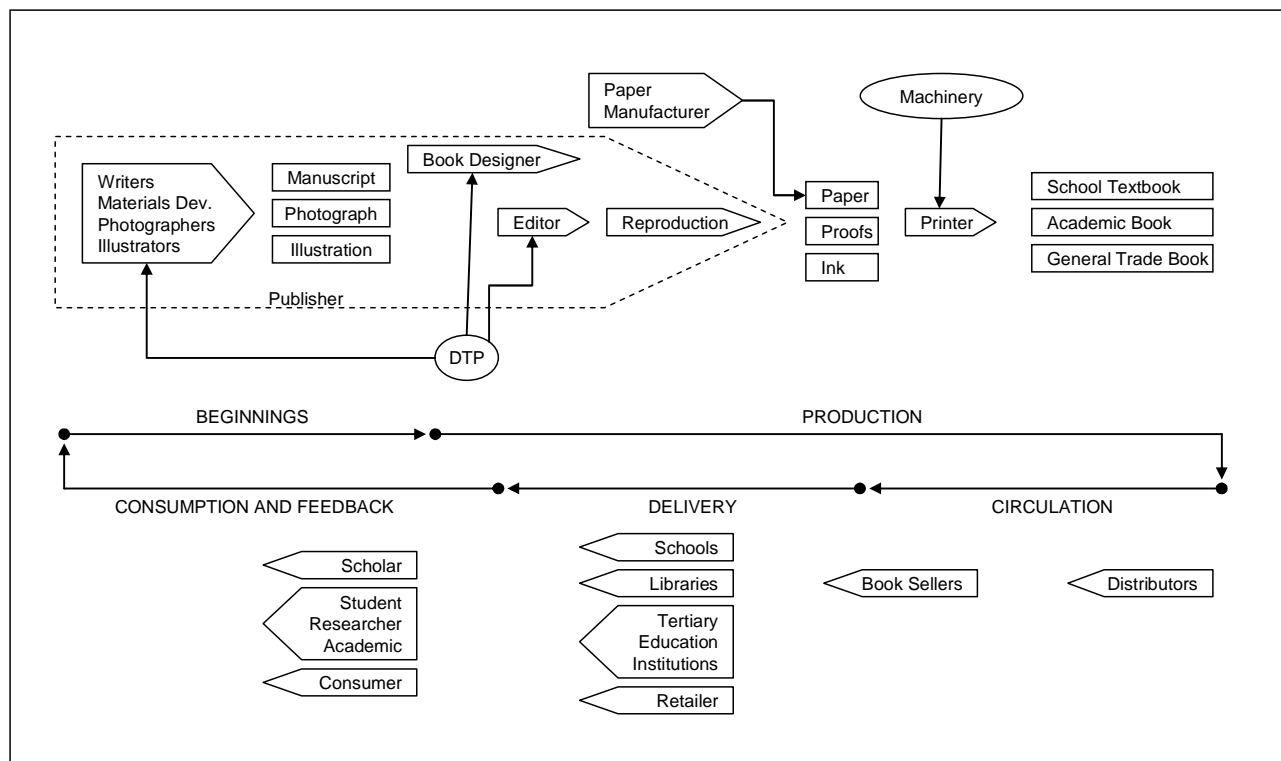 Paper
Manufacturer
Machinery
Book Designer
Writers
Materials Dev.
Photographers
Illustrators
Manuscript
Photograph
Illustration
Editor
Reproduction
Paper
Proofs
Ink
Printer
School Textbook
Academic Book
General Trade Book
Publisher
DTP
BEGINNINGS
PRODUCTION
CONSUMPTION AND FEEDBACK
DELIVERY
CIRCULATION
Scholar
Student
Researcher
Academic
Consumer
Schools
Libraries
Tertiary
Education
Institutions
Retailer
Book Sellers
Distributors